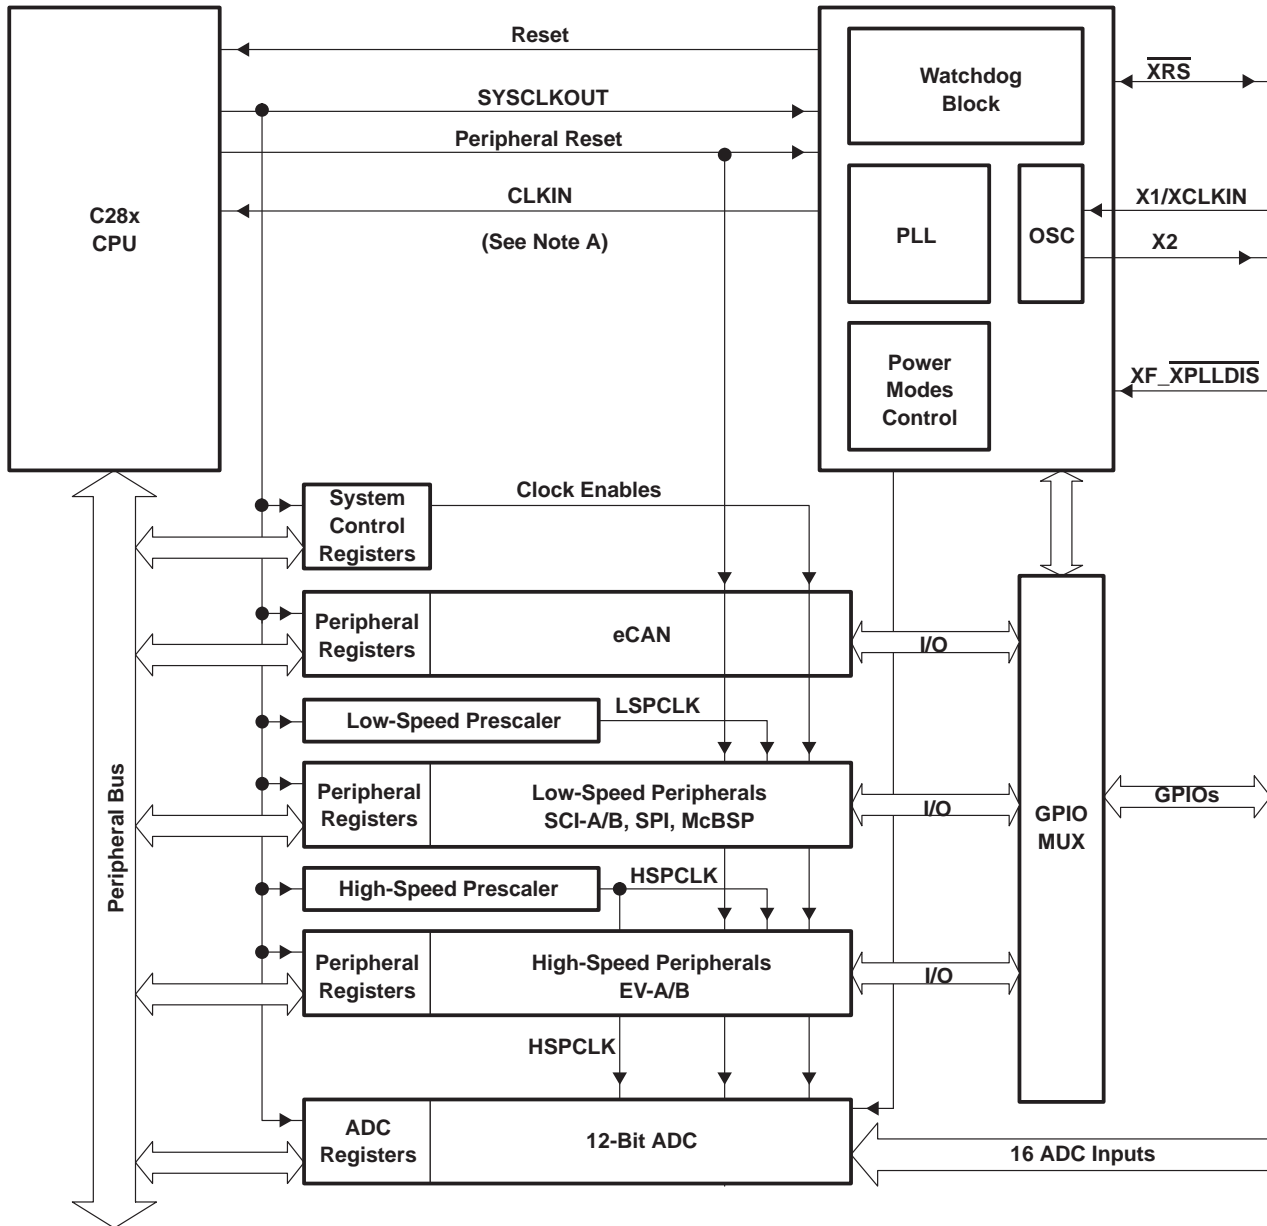 Reset
Watchdog
Block
XRS
SYSCLKOUT
Peripheral Reset
C28x
CPU
CLKIN
(See Note A)
PLL
OSC
X1/XCLKIN
X2
Power
Modes
Control
XF_XPLLDIS
System
Control
Registers
Clock Enables
Peripheral
Registers
eCAN
I/O
Low-Speed Prescaler
LSPCLK
Peripheral Bus
Peripheral
Registers
Low-Speed Peripherals
SCI-A/B, SPI, McBSP
I/O
GPIO
MUX
GPIOs
High-Speed Prescaler
HSPCLK
Peripheral
Registers
High-Speed Peripherals
EV-A/B
I/O
HSPCLK
ADC
Registers
12-Bit ADC
16 ADC Inputs